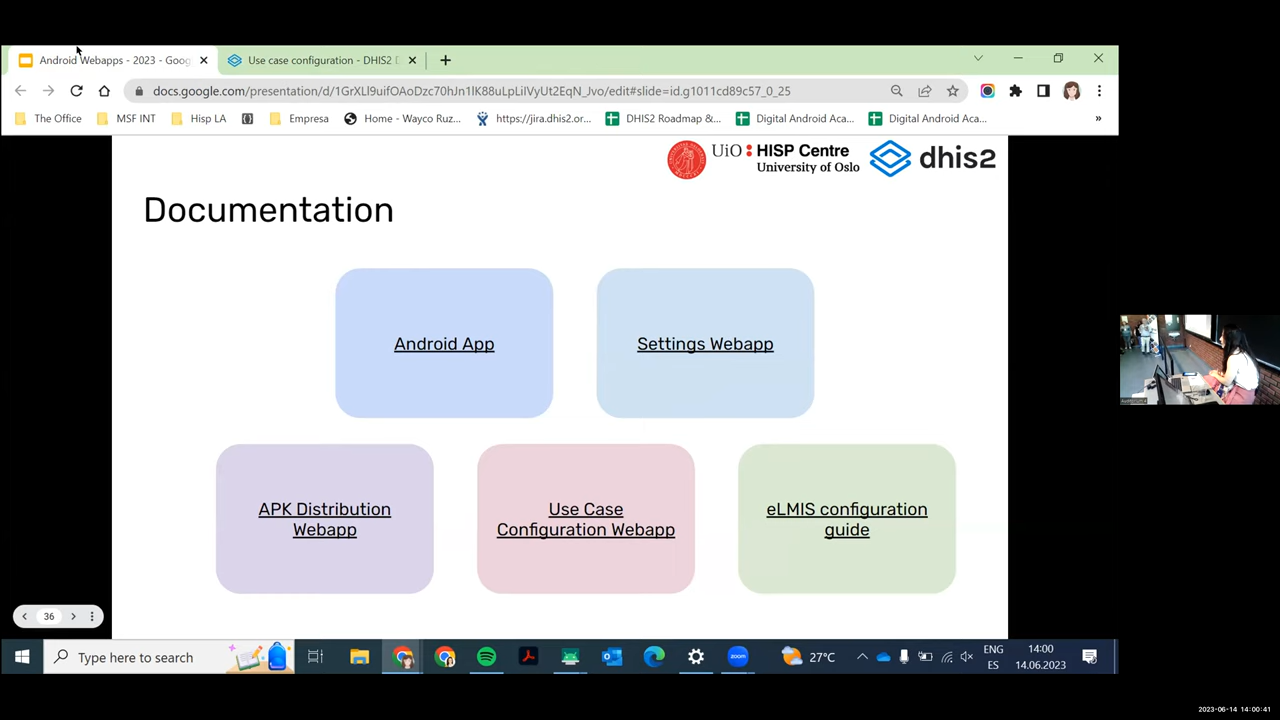 Android Webapps - 2023 - Goog
Use case configuration - DHIS2 D
docs.google.com/presentation/d/1GrXLl9uifOAoDzc70hJn1lK88uLpLiIVyUt2EqN_Jvo/edit#slide=id.g1011cd89c57_0_25
The Office
MSF INT
Hisp LA
Empresa
Home - Wayco Ruz...
https://jira.dhis2.or...
DHIS2 Roadmap &...
Digital Android Aca...
Digital Android Aca...
»
UiO HISP Centre
University of Oslo
dhis2
Documentation
Android App
Settings Webapp
APK Distribution
Webapp
Use Case
Configuration Webapp
eLMIS configuration
guide
36
Type here to search
zoom
27°C
ENG
ES
14:00
14.06.2023
2023-06-14 14:00:41